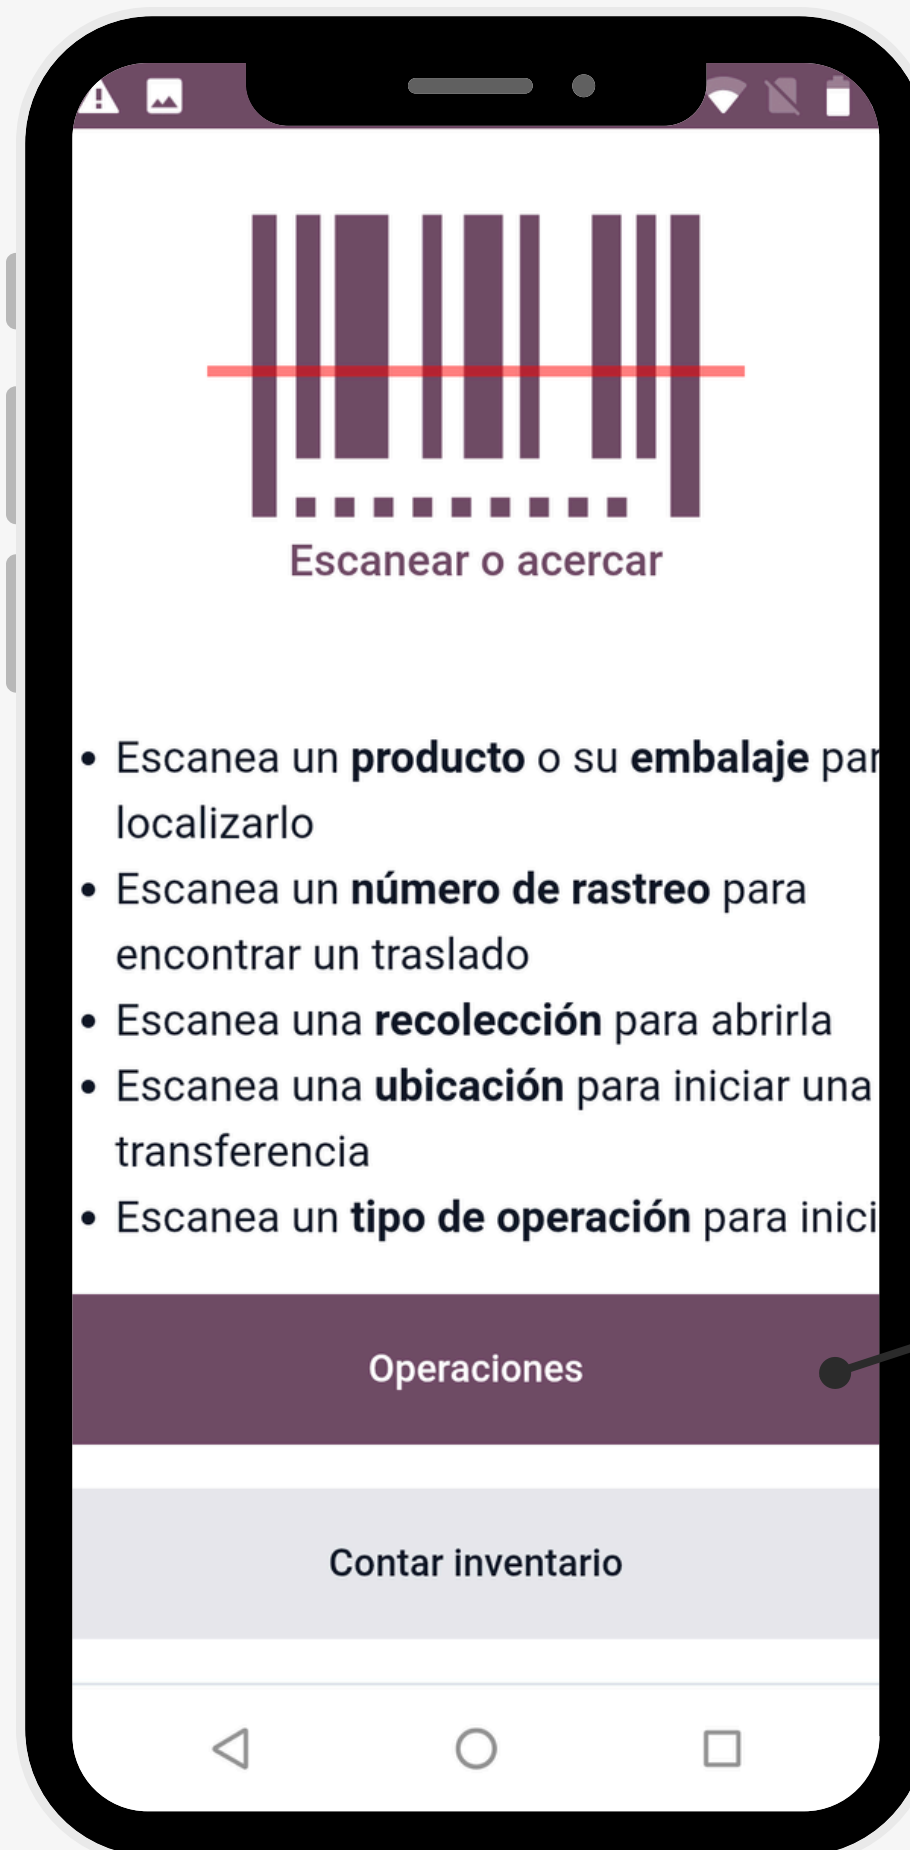 Escanear o acercar
Escanea un producto o su embalaje par
localizarlo
Escanea un número de rastreo para
encontrar un traslado
Escanea una recolección para abrirla
Escanea una ubicación para iniciar una
transferencia
Escanea un tipo de operación para inici
Operaciones
Contar inventario